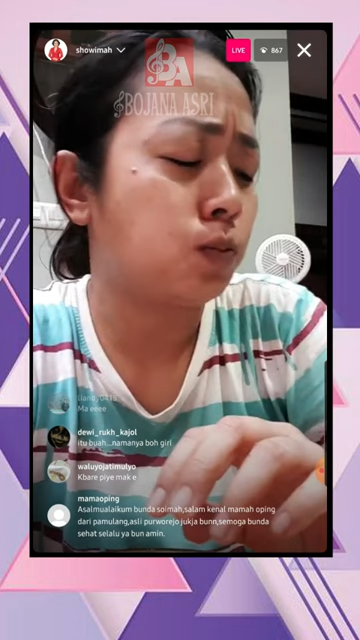 showimah
LIVE
867
BA
BOJANA ASRI
Ma eeee
dewi_rukh_kajol
itu buah...namanya boh giri
waluyojatimulyo
Kbare piye mak e
mamaoping
Asalmualaikum bunda soimah,salam kenal mamah oping
dari pamulang,asli purworejo jukja bunn,semoga bunda
sehat selalu ya bun amin.